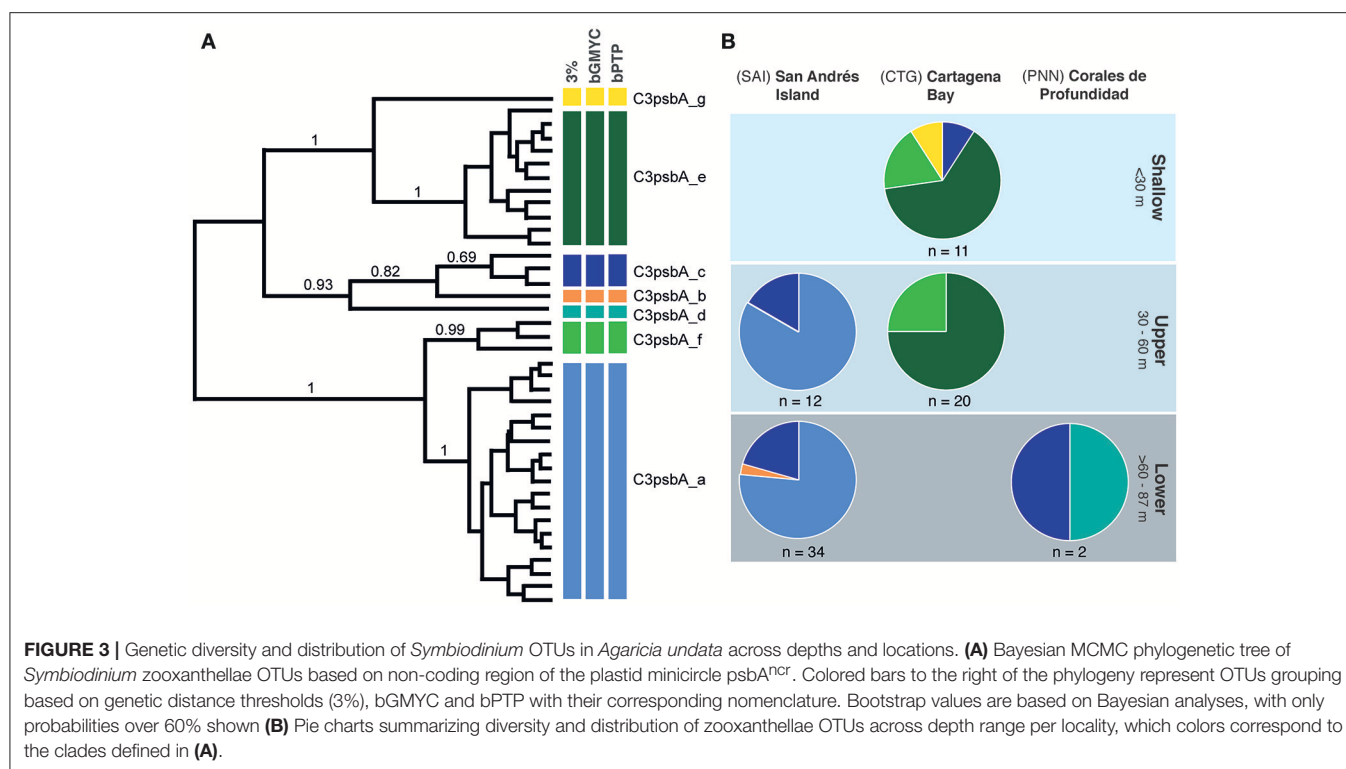 A
3%
bGMYC
bPTP
C3psbA_g
1
C3psbA_e
1
0.69
C3psbA_c
0.82
0.93
C3psbA_b
C3psbA_d
0.99
C3psbA_f
1
1
C3psbA_a
B
(SAI) San Andrés
Island
(CTG) Cartagena
Bay
(PNN) Corales de
Profundidad
Shallow
<30 m
n = 11
Upper
30 - 60 m
n = 12
n = 20
Lower
>60 - 87 m
n = 34
n = 2
FIGURE 3 | Genetic diversity and distribution of Symbiodinium OTUs in Agaricia undata across depths and locations. (A) Bayesian MCMC phylogenetic tree of
Symbiodinium zooxanthellae OTUs based on non-coding region of the plastid minicircle psbAncr. Colored bars to the right of the phylogeny represent OTUs grouping
based on genetic distance thresholds (3%), bGMYC and bPTP with their corresponding nomenclature. Bootstrap values are based on Bayesian analyses, with only
probabilities over 60% shown (B) Pie charts summarizing diversity and distribution of zooxanthellae OTUs across depth range per locality, which colors correspond to
the clades defined in (A).